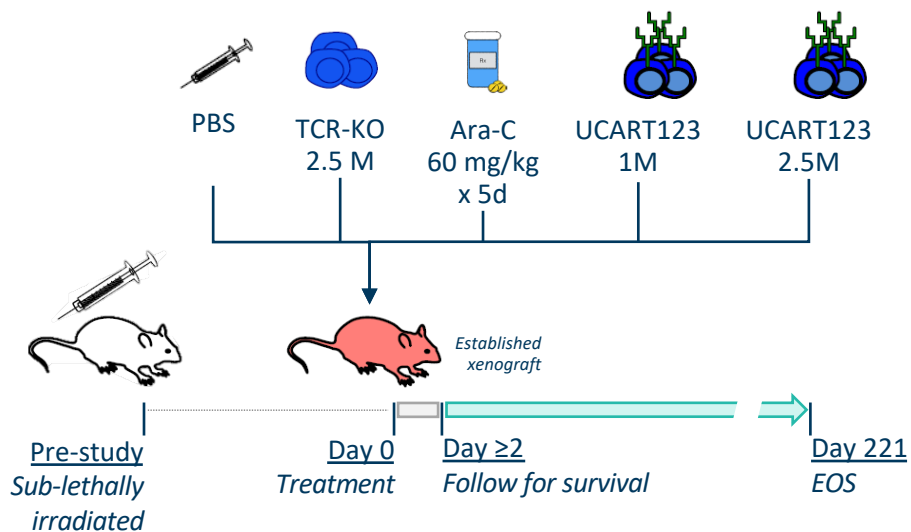 Rx
PBS
TCR-KO
2.5 M
Ara-C
60 mg/kg
x 5d
UCART123
1M
UCART123
2.5M
Established
xenograft
Pre-study
Sub-lethally
irradiated
Day 0
Treatment
Day ≥2
Follow for survival
Day 221
EOS